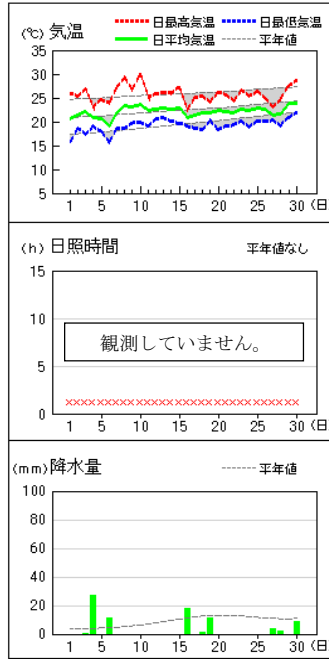 (℃) 気温
日最高気温 日最低気温
日平均気温 平年値
35
30
25
20
15
10
5
1 5 10 15 20 25 30 (日)
(h) 日照時間 平年値なし
15
10
観測していません。
5
0
1 5 10 15 20 25 30 (日)
(mm) 降水量 平年値
100
80
60
40
20
0
1 5 10 15 20 25 30 (日)